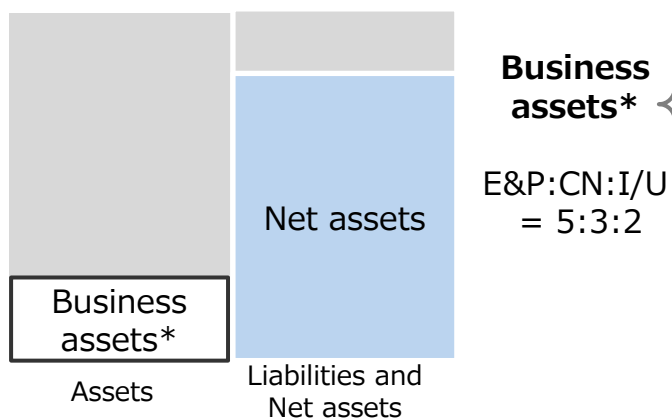 Business
assets*
Assets
Net assets
Liabilities and
Net assets
Business
assets*
E&P:CN:I/U
= 5:3:2